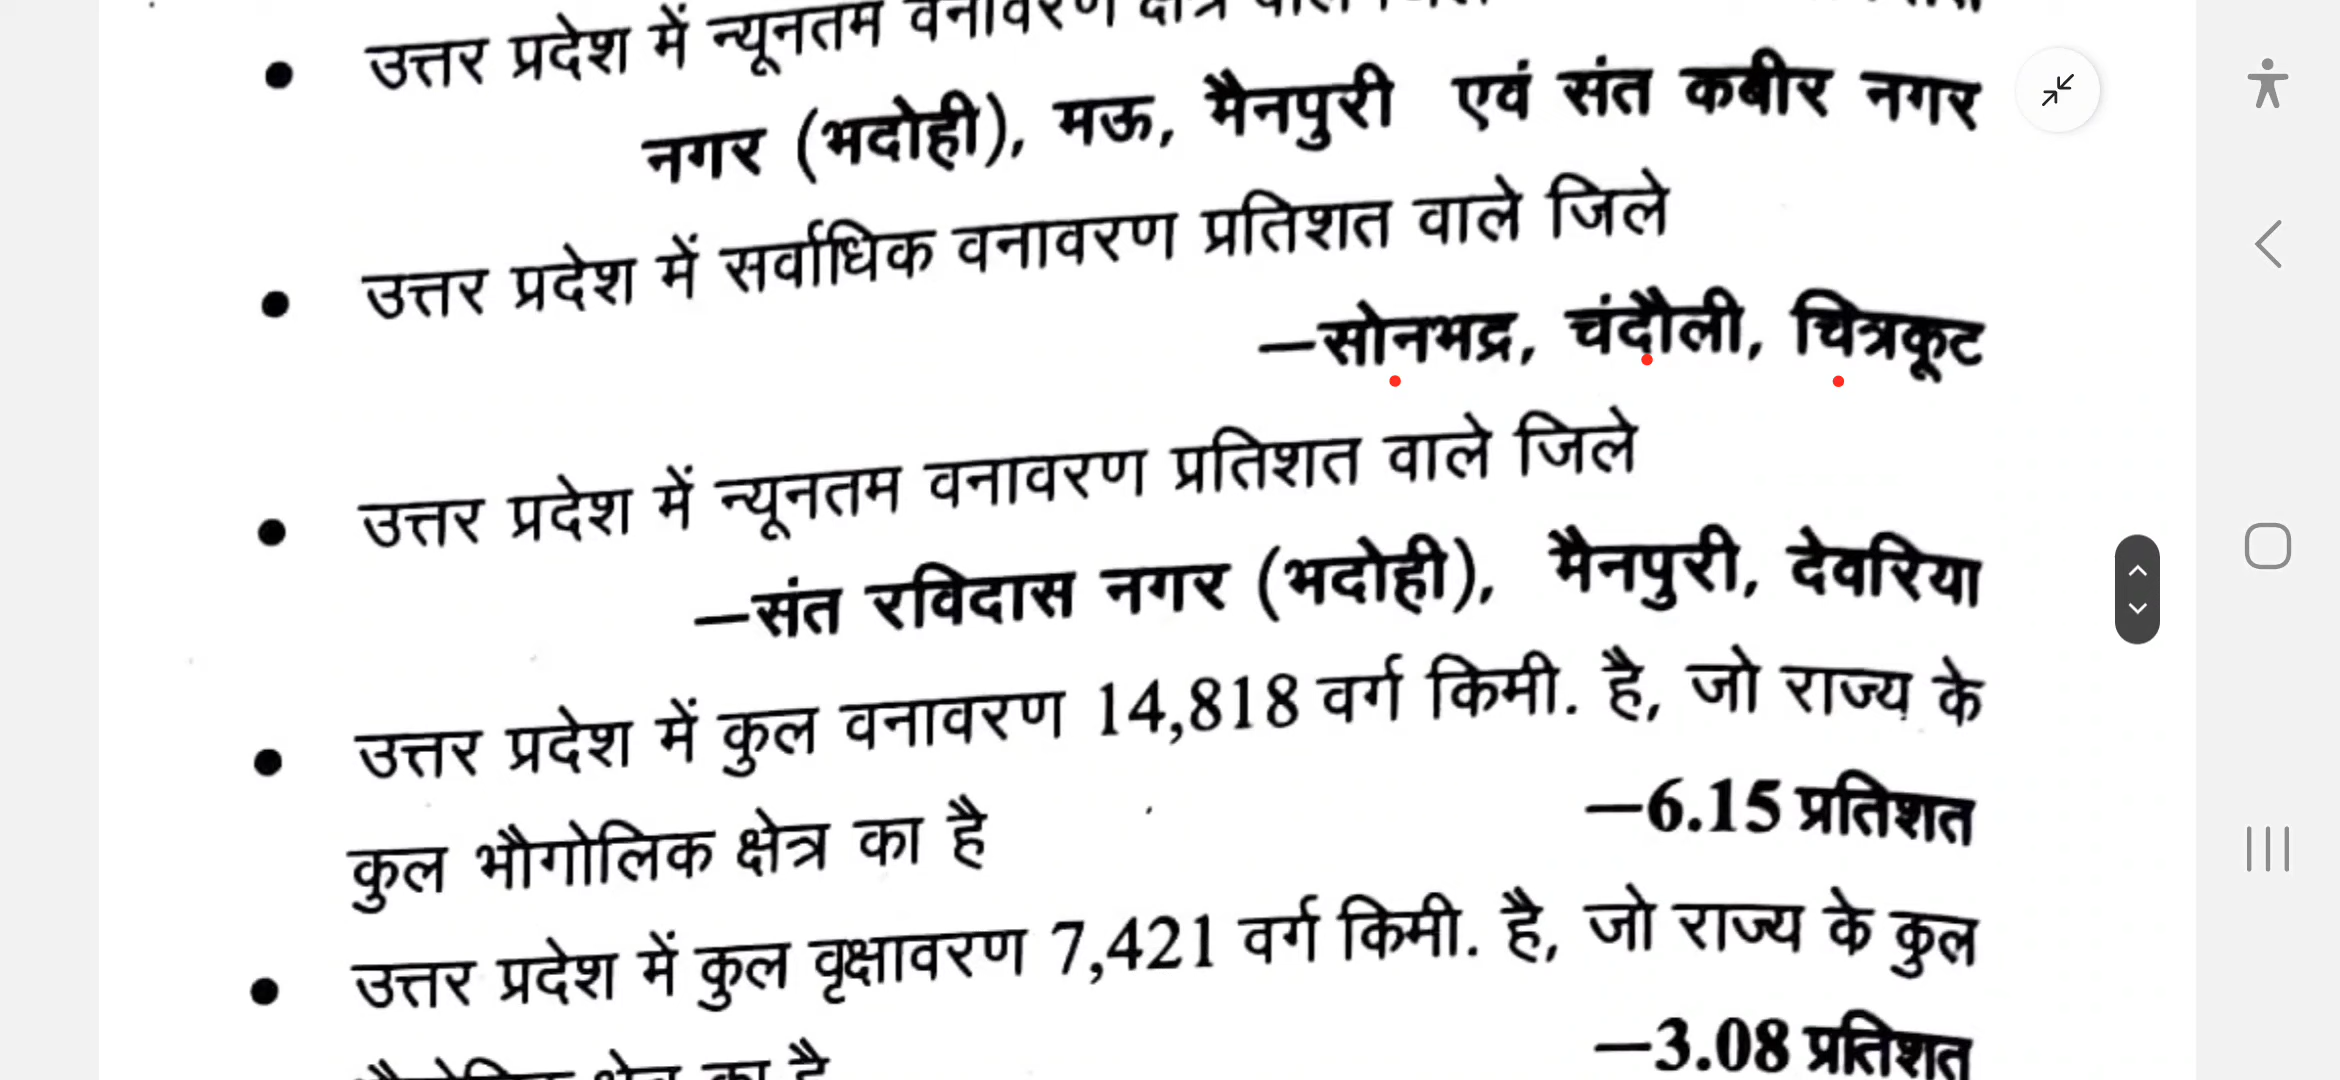 • उत्तर प्रदेश में न्यूनतम वनावरण क्षेत्र वाले जिले
नगर (भदोही), मऊ, मैनपुरी एवं संत कबीर नगर
• उत्तर प्रदेश में सर्वाधिक वनावरण प्रतिशत वाले जिले
—सोनभद्र, चंदौली, चित्रकूट
• उत्तर प्रदेश में न्यूनतम वनावरण प्रतिशत वाले जिले
—संत रविदास नगर (भदोही), मैनपुरी, देवरिया
• उत्तर प्रदेश में कुल वनावरण 14,818 वर्ग किमी. है, जो राज्य के
कुल भौगोलिक क्षेत्र का है —6.15 प्रतिशत
• उत्तर प्रदेश में कुल वृक्षावरण 7,421 वर्ग किमी. है, जो राज्य के कुल
भौगोलिक क्षेत्र का है —3.08 प्रतिशत